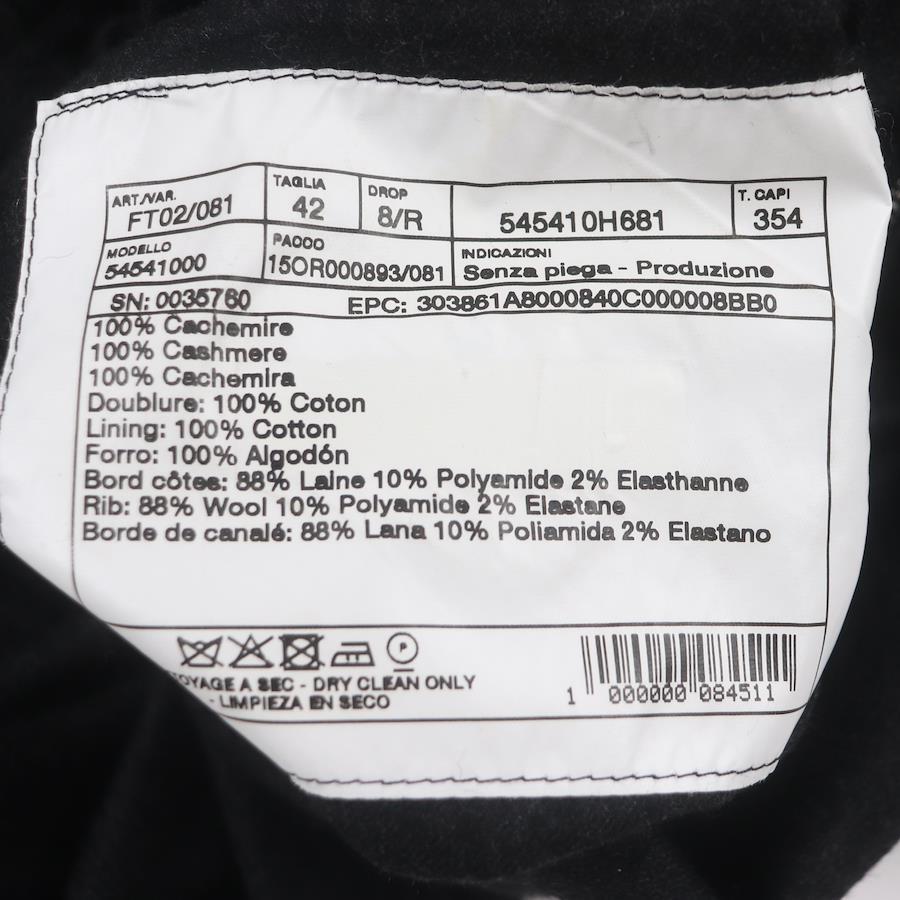 ART./VAR. TAGLIA DROP T. CAPI
FT02/081 42 8/R 545410H681 354
MODELLO PACCO INDICAZIONI
54541000 15OR000893/081 Senza piega - Produzione
SN: 0035760 EPC: 303861A8000840C000008BB0
100% Cachemire
100% Cashmere
100% Cachemira
Doublure: 100% Coton
Lining: 100% Cotton
Forro: 100% Algodón
Bord côtes: 88% Laine 10% Polyamide 2% Elasthanne
Rib: 88% Wool 10% Polyamide 2% Elastane
Borde de canalé: 88% Lana 10% Poliamida 2% Elastano
P
TOYAGE A SEC - DRY CLEAN ONLY
- LIMPIEZA EN SECO
1 000000 084511